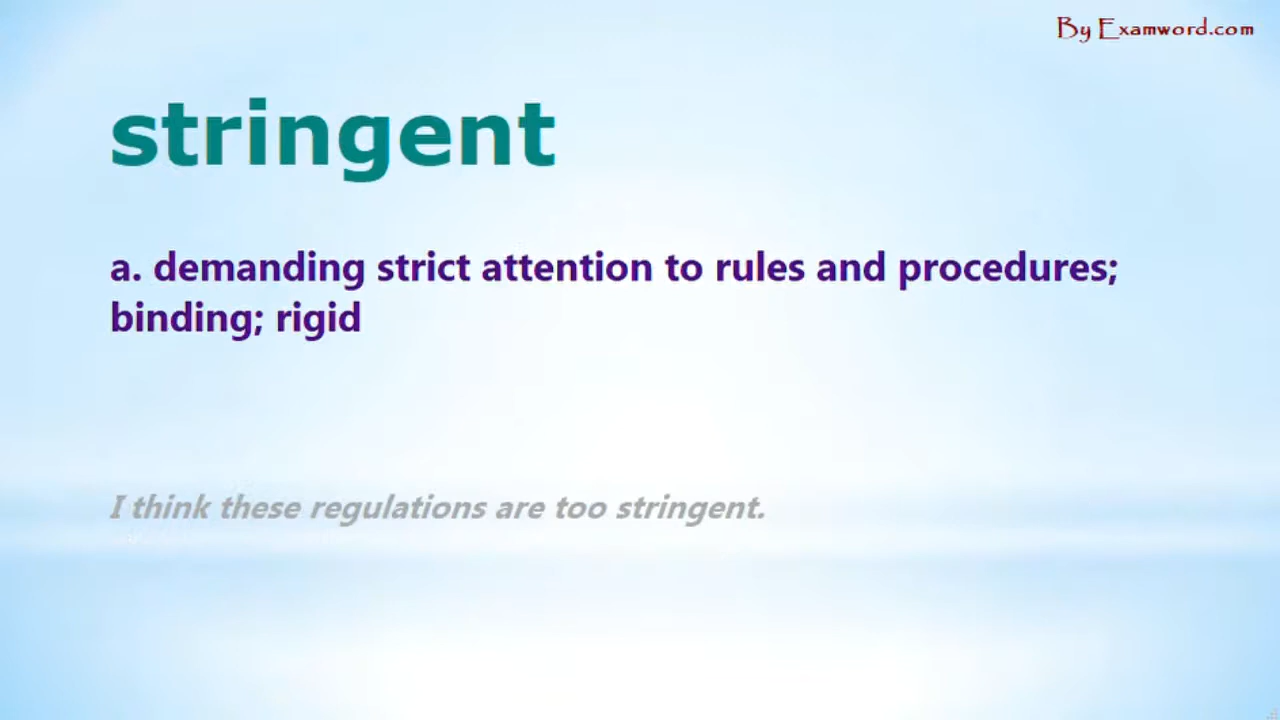 By Examword.com
stringent
a. demanding strict attention to rules and procedures;
binding; rigid
I think these regulations are too stringent.